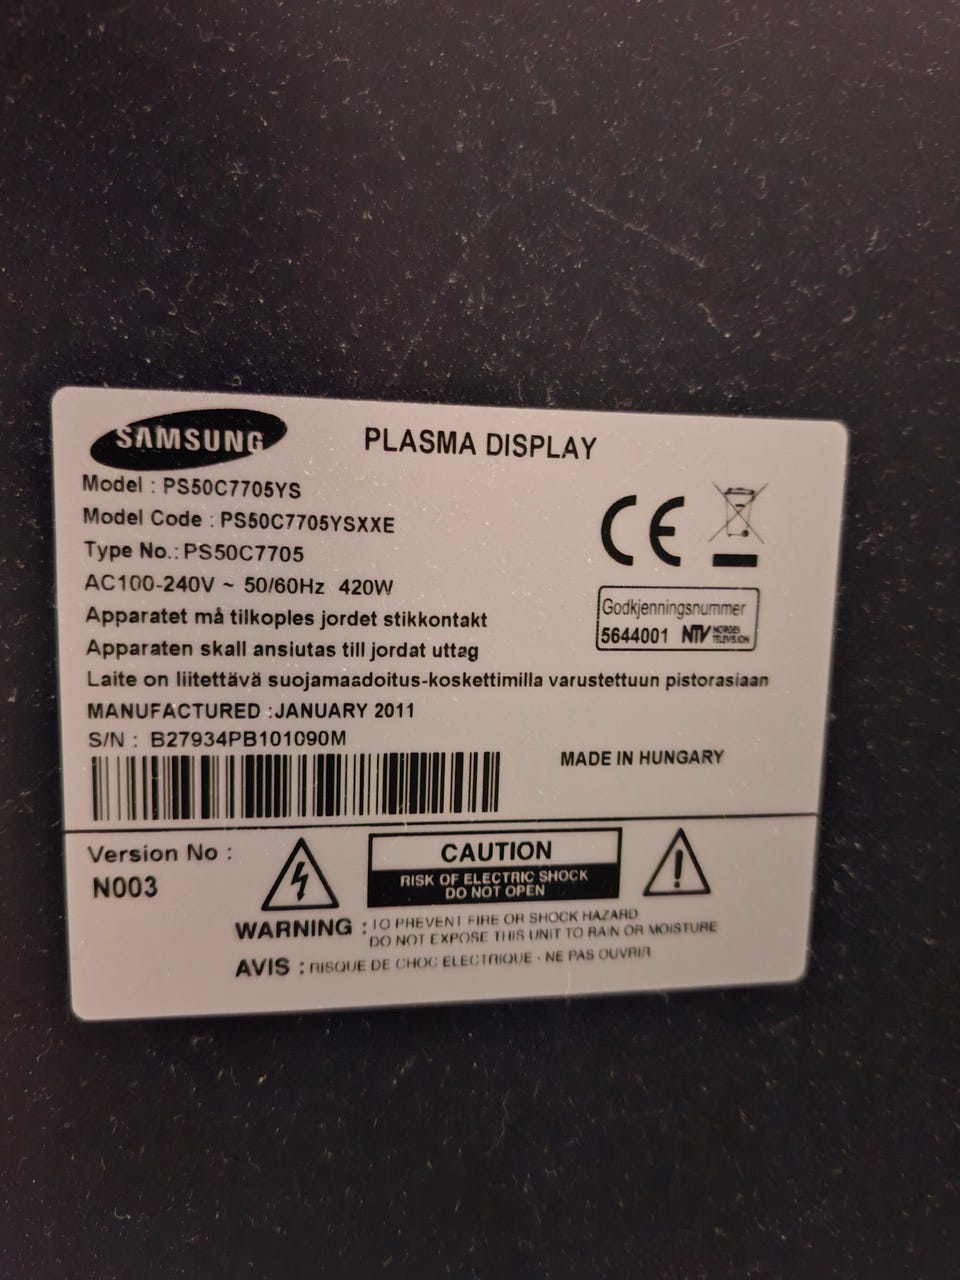 SAMSUNG
PLASMA DISPLAY
Model : PS50C7705YS
Model Code : PS50C7705YSXXE
Type No.: PS50C7705
AC100-240V ~ 50/60Hz 420W
Apparatet må tilkoples jordet stikkontakt
Apparaten skall ansiutas till jordat uttag
Laite on liitettävä suojamaadoitus-koskettimilla varustettuun pistorasiaan
MANUFACTURED :JANUARY 2011
S/N : B27934PB101090M
CE
Godkjenningsnummer
5644001 NTV NORGES TELEVISJON
MADE IN HUNGARY
Version No :
N003
CAUTION
RISK OF ELECTRIC SHOCK
DO NOT OPEN
WARNING : TO PREVENT FIRE OR SHOCK HAZARD
DO NOT EXPOSE THIS UNIT TO RAIN OR MOISTURE
AVIS : RISQUE DE CHOC ELECTRIQUE - NE PAS OUVRIR